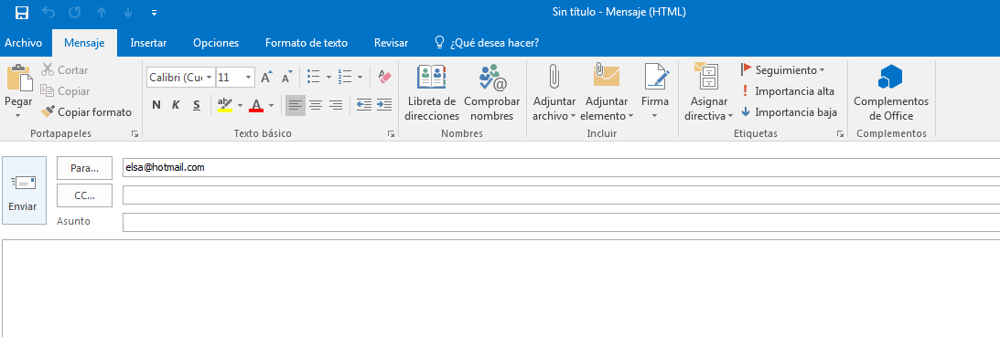 Sin título - Mensaje (HTML)
Archivo Mensaje Insertar Opciones Formato de texto Revisar ¿Qué desea hacer?
Pegar
Cortar
Copiar
Copiar formato
Portapapeles
Calibri (Cue 11 A A
N K S ab A
Texto básico
Libreta de
direcciones
Comprobar
nombres
Nombres
Adjuntar
archivo
Adjuntar
elemento
Firma
Incluir
Asignar
directiva
Seguimiento
Importancia alta
Importancia baja
Etiquetas
Complementos
de Office
Complementos
Enviar
Para... elsa@hotmail.com
CC...
Asunto